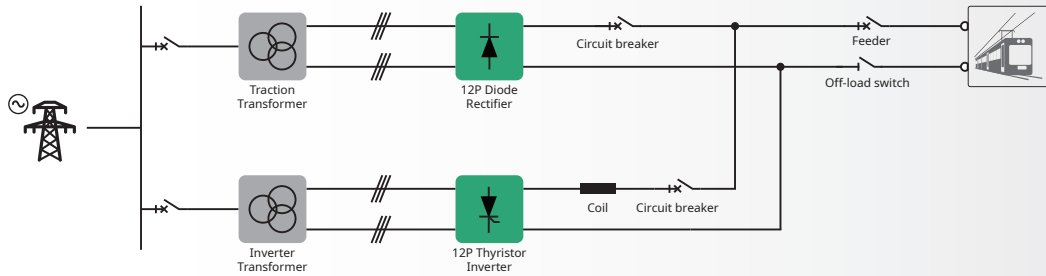 Circuit breaker
Feeder
Traction
Transformer
12P Diode
Rectifier
Off-load switch
Coil
Circuit breaker
Inverter
Transformer
12P Thyristor
Inverter